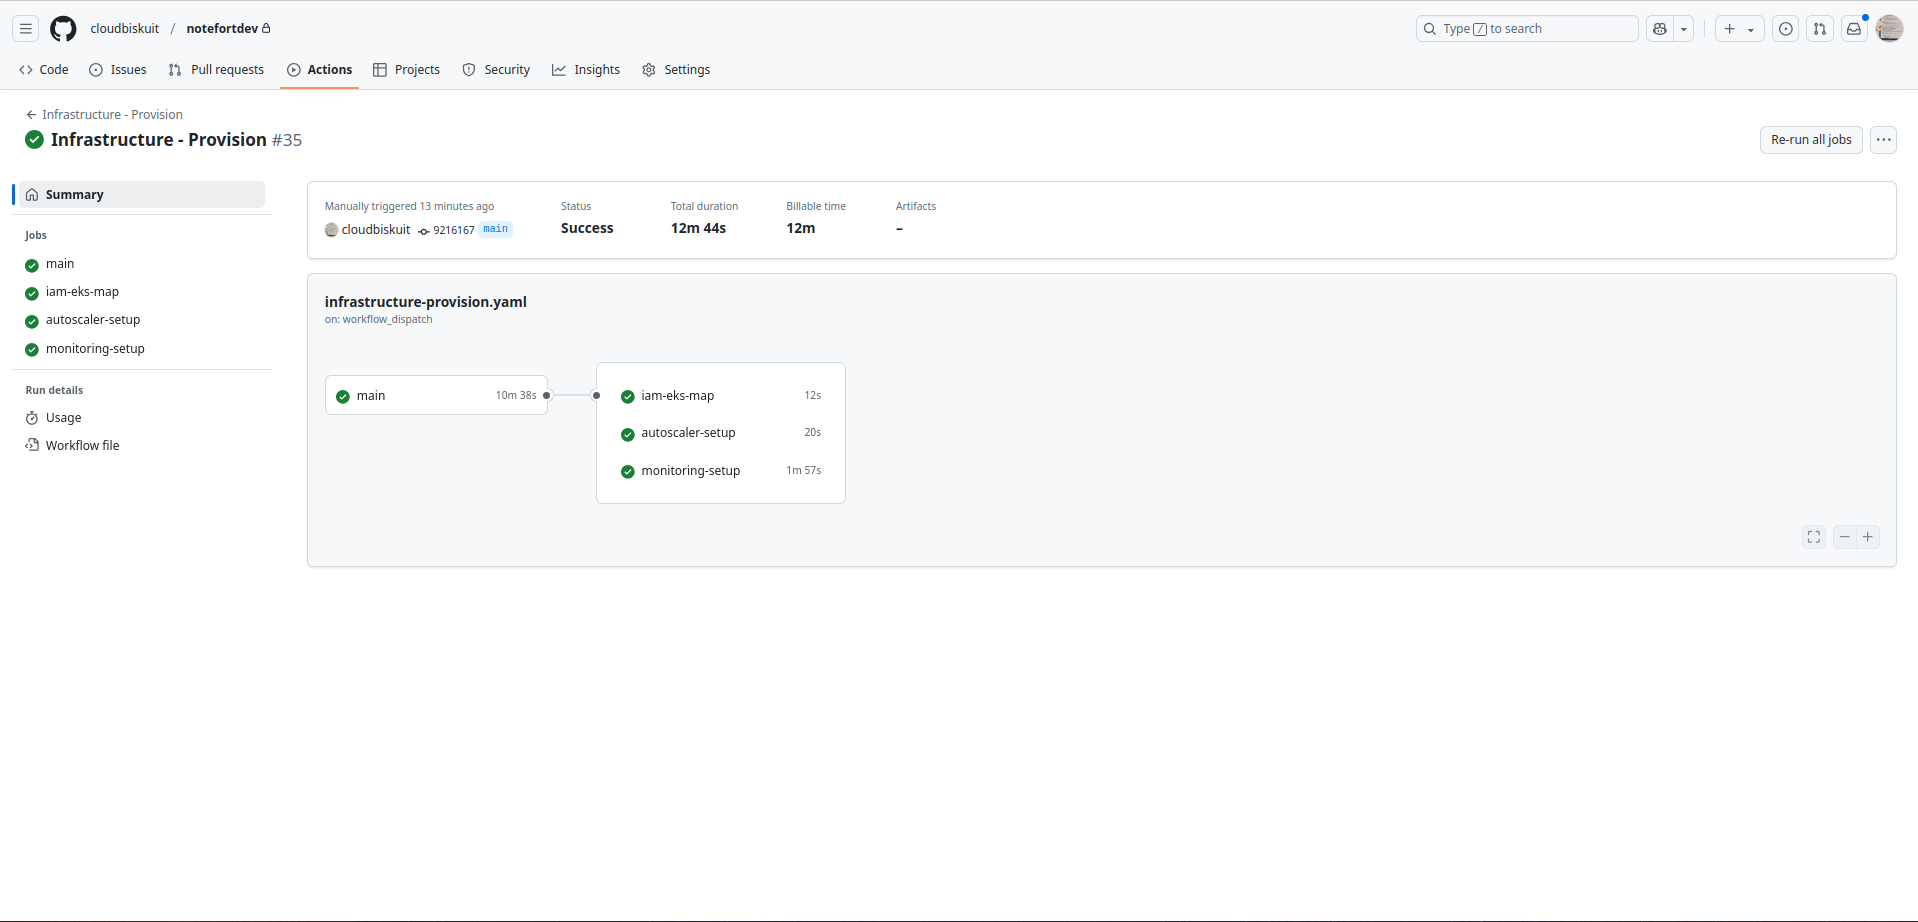 cloudbiskuit / notefortdev
Type / to search
Code Issues Pull requests Actions Projects Security Insights Settings
Infrastructure - Provision
Infrastructure - Provision #35
Re-run all jobs
Summary
Jobs
main
iam-eks-map
autoscaler-setup
monitoring-setup
Run details
Usage
Workflow file
Manually triggered 13 minutes ago
cloudbiskuit 9216167 main
Status
Success
Total duration
12m 44s
Billable time
12m
Artifacts
–
infrastructure-provision.yaml
on: workflow_dispatch
main 10m 38s
iam-eks-map 12s
autoscaler-setup 20s
monitoring-setup 1m 57s